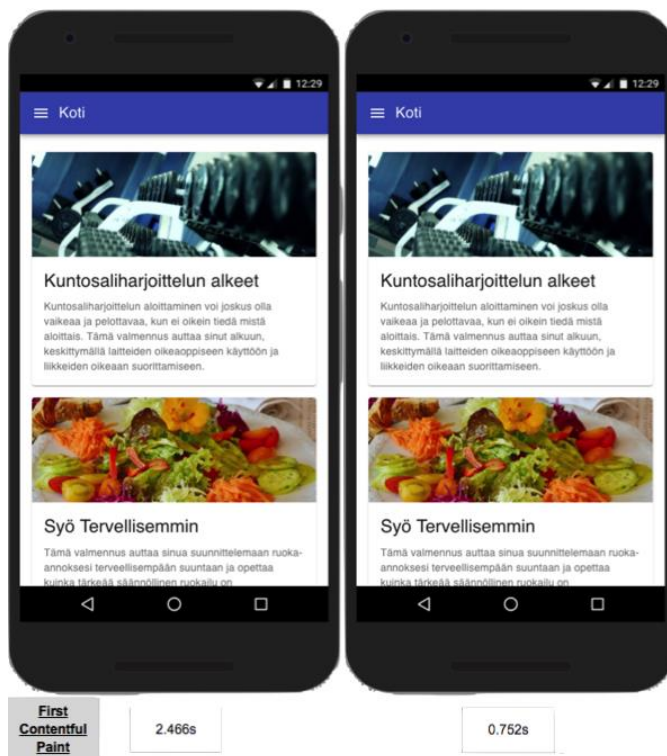 12:29
Koti
Kuntosaliharjoittelun alkeet
Kuntosaliharjoittelun aloittaminen voi joskus olla
vaikeaa ja pelottavaa, kun ei oikein tiedä mistä
aloittais. Tämä valmennus auttaa sinut alkuun,
keskittymällä laitteiden oikeaoppiseen käyttöön ja
liikkeiden oikeaan suorittamiseen.
Syö Tervellisemmin
Tämä valmennus auttaa sinua suunnittelemaan ruoka-
annoksesi terveellisempään suuntaan ja opettaa
kuinka tärkeää säännöllinen ruokailu on
12:29
Koti
Kuntosaliharjoittelun alkeet
Kuntosaliharjoittelun aloittaminen voi joskus olla
vaikeaa ja pelottavaa, kun ei oikein tiedä mistä
aloittais. Tämä valmennus auttaa sinut alkuun,
keskittymällä laitteiden oikeaoppiseen käyttöön ja
liikkeiden oikeaan suorittamiseen.
Syö Tervellisemmin
Tämä valmennus auttaa sinua suunnittelemaan ruoka-
annoksesi terveellisempään suuntaan ja opettaa
kuinka tärkeää säännöllinen ruokailu on
First
Contentful
Paint
2.466s
0.752s